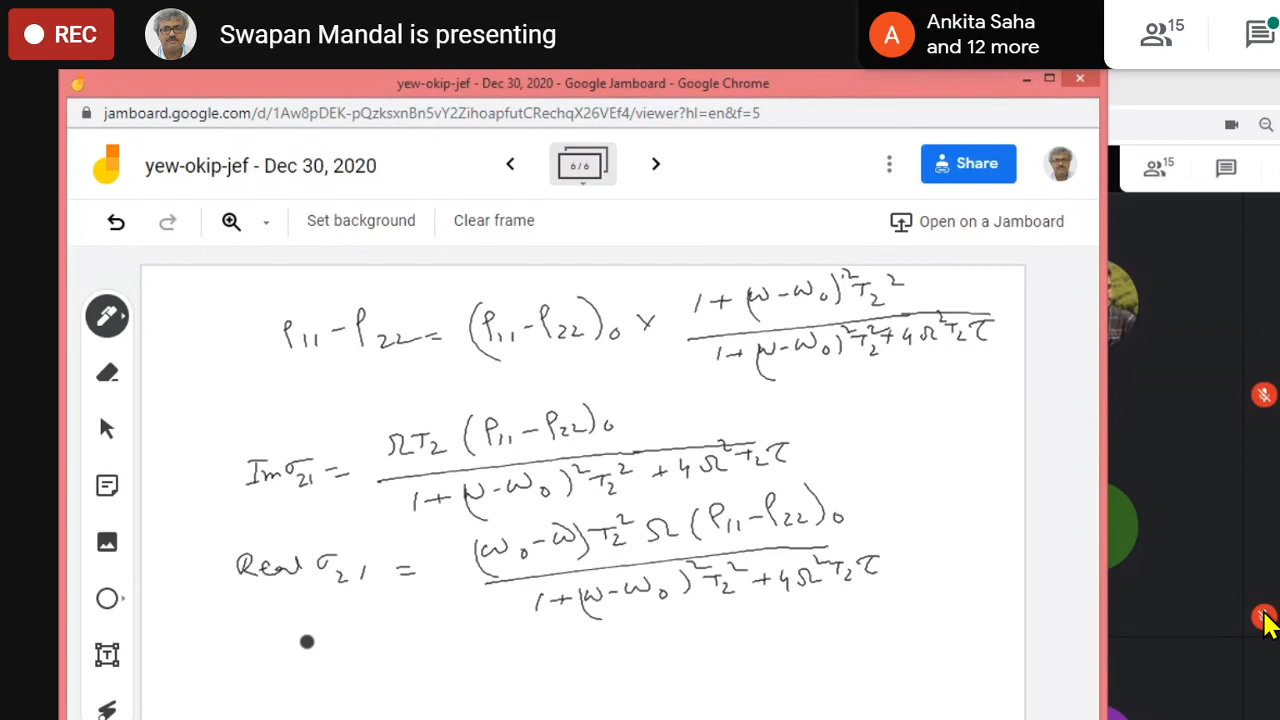 REC
Swapan Mandal is presenting
A
Ankita Saha
and 12 more
15
yew-okip-jef - Dec 30, 2020 - Google Jamboard - Google Chrome
jamboard.google.com/d/1Aw8pDEK-pQzksxnBn5vY2ZihoapfutCRechqX26VEf4/viewer?hl=en&f=5
yew-okip-jef - Dec 30, 2020
6/6
Share
15
Set background
Clear frame
Open on a Jamboard
ρ₁₁ − ρ₂₂ = (ρ₁₁ − ρ₂₂)₀ × (1 + (ω − ω₀)² T₂²) / (1 + (ω − ω₀)² T₂² + 4Ω² T₂ τ)
Im σ₂₁ = Ω T₂ (ρ₁₁ − ρ₂₂)₀ / (1 + (ω − ω₀)² T₂² + 4Ω² T₂ τ)
Real σ₂₁ = (ω₀ − ω) T₂² Ω (ρ₁₁ − ρ₂₂)₀ / (1 + (ω − ω₀)² T₂² + 4Ω² T₂ τ)